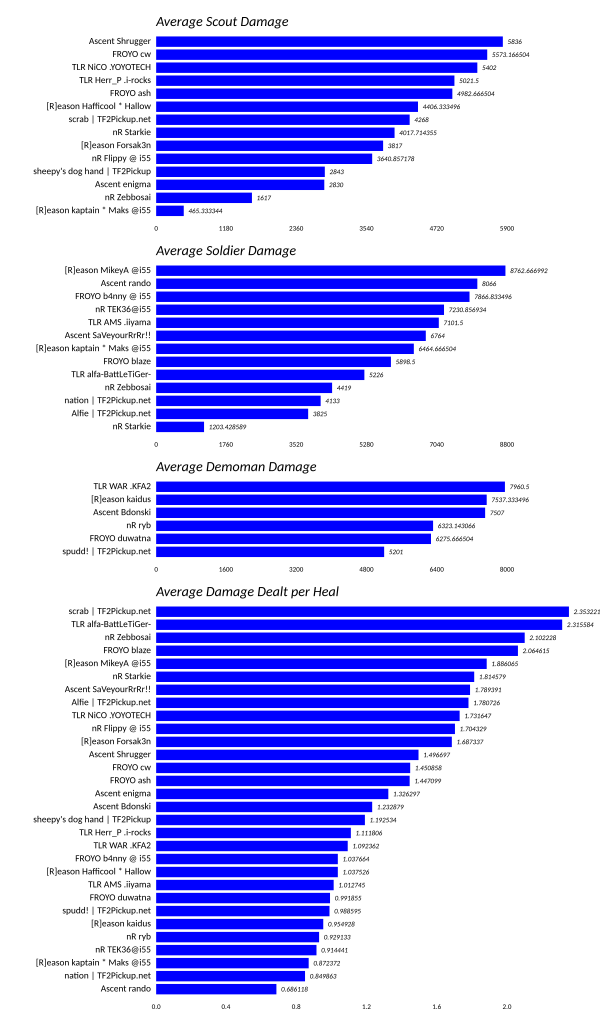 Average Scout Damage
Ascent Shrugger 5836
FROYO cw 5573.166504
TLR NiCO .YOYOTECH 5402
TLR Herr_P .i-rocks 5021.5
FROYO ash 4982.666504
[R]eason Hafficool * Hallow 4406.333496
scrab | TF2Pickup.net 4268
nR Starkie 4017.714355
[R]eason Forsak3n 3817
nR Flippy @ i55 3640.857178
sheepy's dog hand | TF2Pickup 2843
Ascent enigma 2830
nR Zebbosai 1617
[R]eason kaptain * Maks @i55 465.333344
0 1180 2360 3540 4720 5900
Average Soldier Damage
[R]eason MikeyA @i55 8762.666992
Ascent rando 8066
FROYO b4nny @ i55 7866.833496
nR TEK36@i55 7230.856934
TLR AMS .iiyama 7101.5
Ascent SaVeyourRrRr!! 6764
[R]eason kaptain * Maks @i55 6464.666504
FROYO blaze 5898.5
TLR alfa-BattLeTiGer- 5226
nR Zebbosai 4419
nation | TF2Pickup.net 4133
Alfie | TF2Pickup.net 3825
nR Starkie 1203.428589
0 1760 3520 5280 7040 8800
Average Demoman Damage
TLR WAR .KFA2 7960.5
[R]eason kaidus 7537.333496
Ascent Bdonski 7507
nR ryb 6323.143066
FROYO duwatna 6275.666504
spudd! | TF2Pickup.net 5201
0 1600 3200 4800 6400 8000
Average Damage Dealt per Heal
scrab | TF2Pickup.net 2.353221
TLR alfa-BattLeTiGer- 2.315584
nR Zebbosai 2.102228
FROYO blaze 2.064615
[R]eason MikeyA @i55 1.886065
nR Starkie 1.814579
Ascent SaVeyourRrRr!! 1.789391
Alfie | TF2Pickup.net 1.780726
TLR NiCO .YOYOTECH 1.731647
nR Flippy @ i55 1.704329
[R]eason Forsak3n 1.687337
Ascent Shrugger 1.496697
FROYO cw 1.450858
FROYO ash 1.447099
Ascent enigma 1.326297
Ascent Bdonski 1.232879
sheepy's dog hand | TF2Pickup 1.192534
TLR Herr_P .i-rocks 1.111806
TLR WAR .KFA2 1.092362
FROYO b4nny @ i55 1.037664
[R]eason Hafficool * Hallow 1.037526
TLR AMS .iiyama 1.012745
FROYO duwatna 0.991855
spudd! | TF2Pickup.net 0.988595
[R]eason kaidus 0.954928
nR ryb 0.929133
nR TEK36@i55 0.914441
[R]eason kaptain * Maks @i55 0.872372
nation | TF2Pickup.net 0.849863
Ascent rando 0.686118
0.0 0.4 0.8 1.2 1.6 2.0